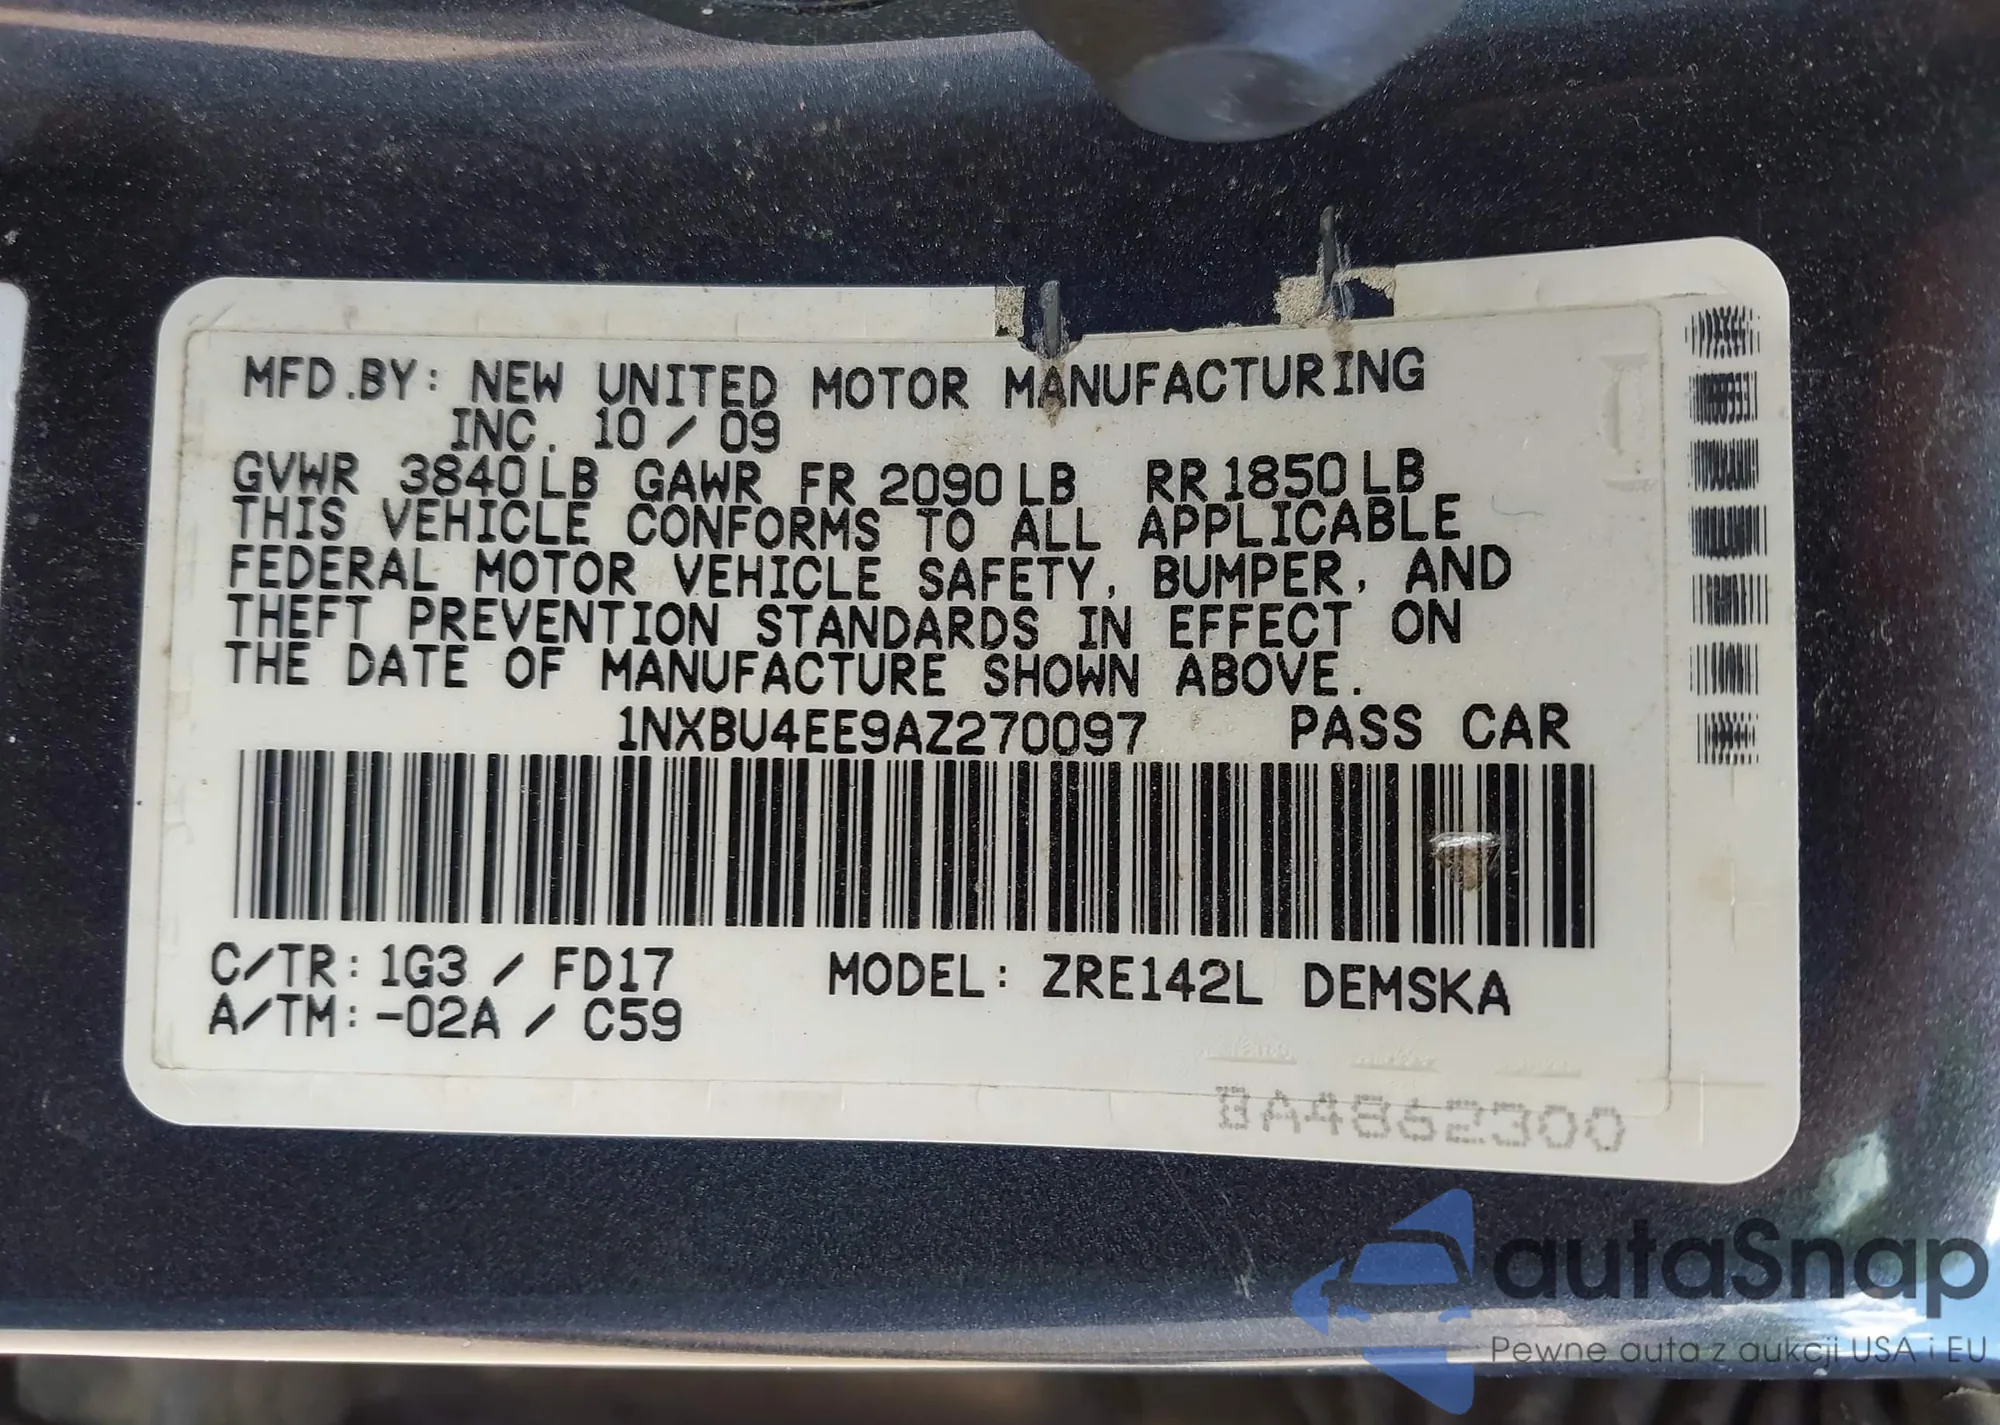 MFD.BY: NEW UNITED MOTOR MANUFACTURING
INC. 10 / 09
GVWR 3840 LB GAWR FR 2090 LB RR 1850 LB
THIS VEHICLE CONFORMS TO ALL APPLICABLE
FEDERAL MOTOR VEHICLE SAFETY, BUMPER, AND
THEFT PREVENTION STANDARDS IN EFFECT ON
THE DATE OF MANUFACTURE SHOWN ABOVE.
1NXBU4EE9AZ270097 PASS CAR
C/TR: 1G3 / FD17 MODEL: ZRE142L DEMSKA
A/TM: -02A / C59
BA4862300
autaSnap
Pewne auta z aukcji USA i EU